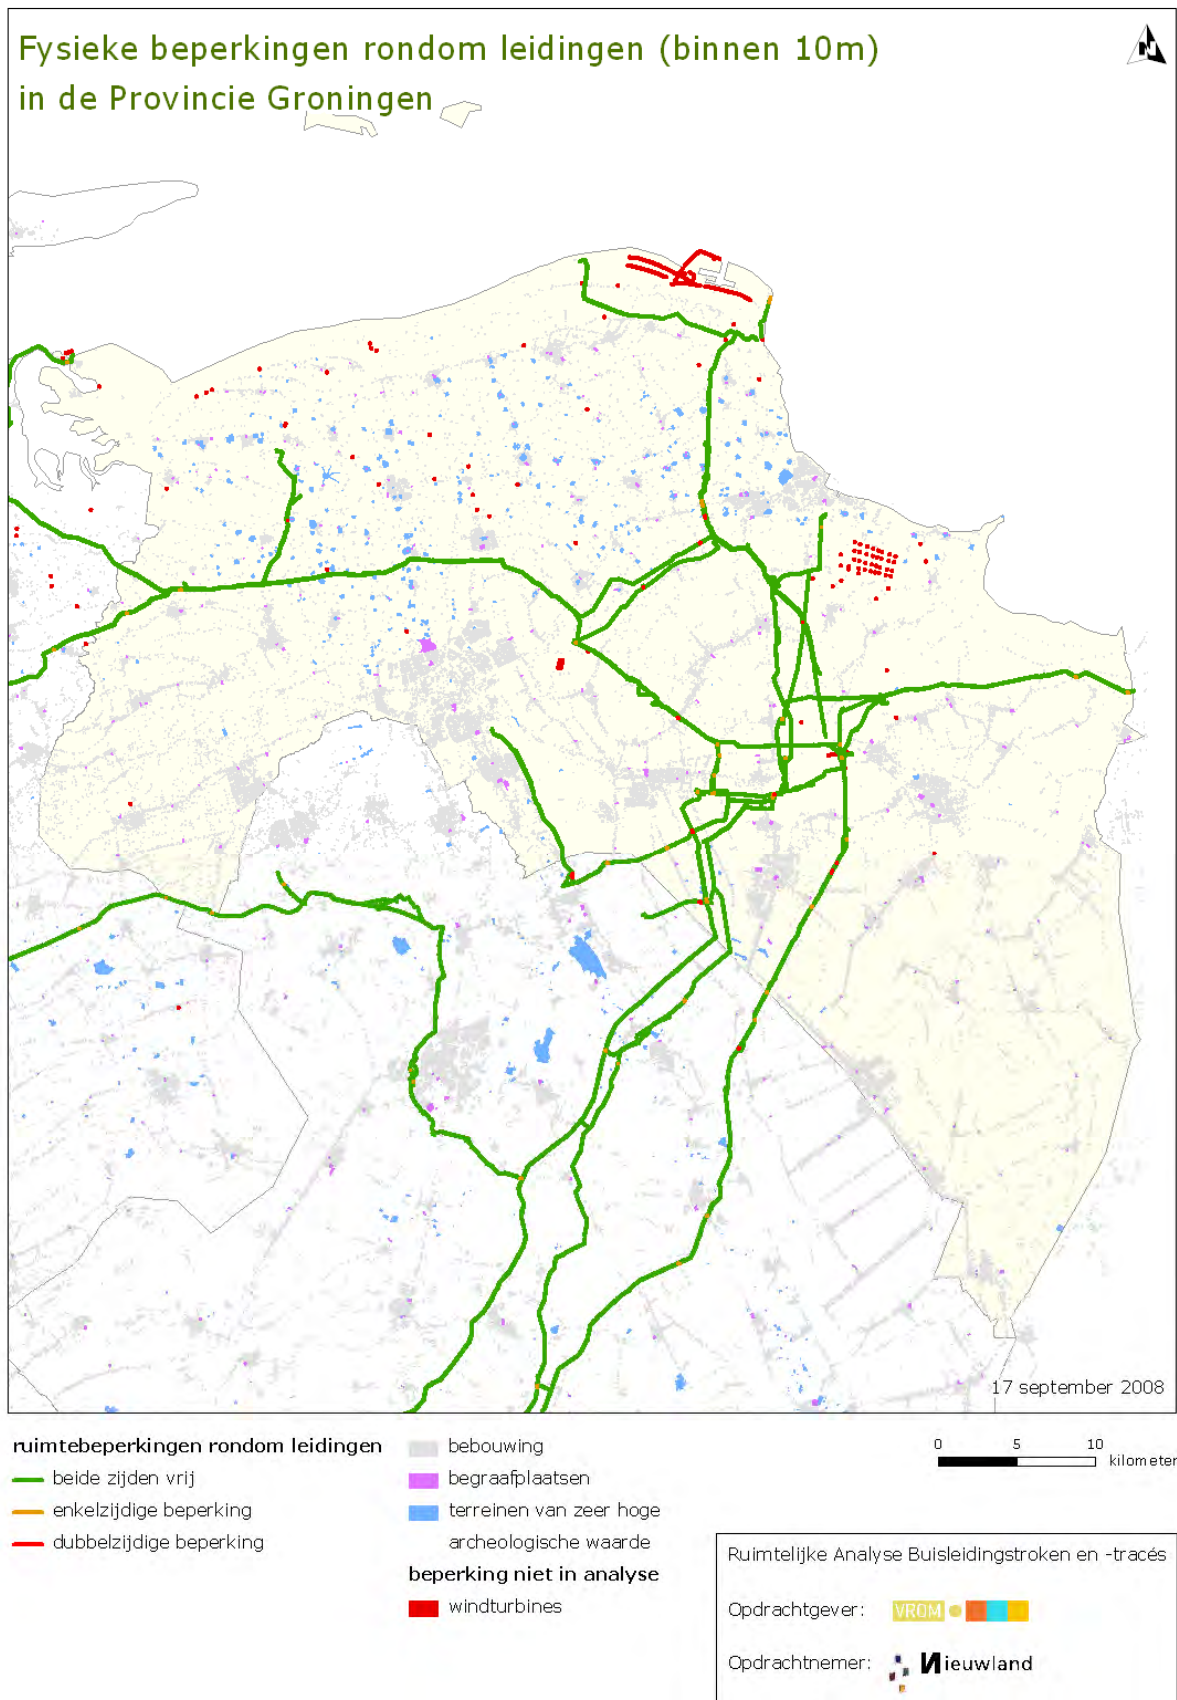 Fysieke beperkingen rondom leidingen (binnen 10m)
in de Provincie Groningen
N
17 september 2008
ruimtebeperkingen rondom leidingen
beide zijden vrij
enkelzijdige beperking
dubbelzijdige beperking
bebouwing
begraafplaatsen
terreinen van zeer hoge
archeologische waarde
beperking niet in analyse
windturbines
0 5 10
kilometer
Ruimtelijke Analyse Buisleidingstroken en -tracés
Opdrachtgever: VROM
Opdrachtnemer: Nieuwland